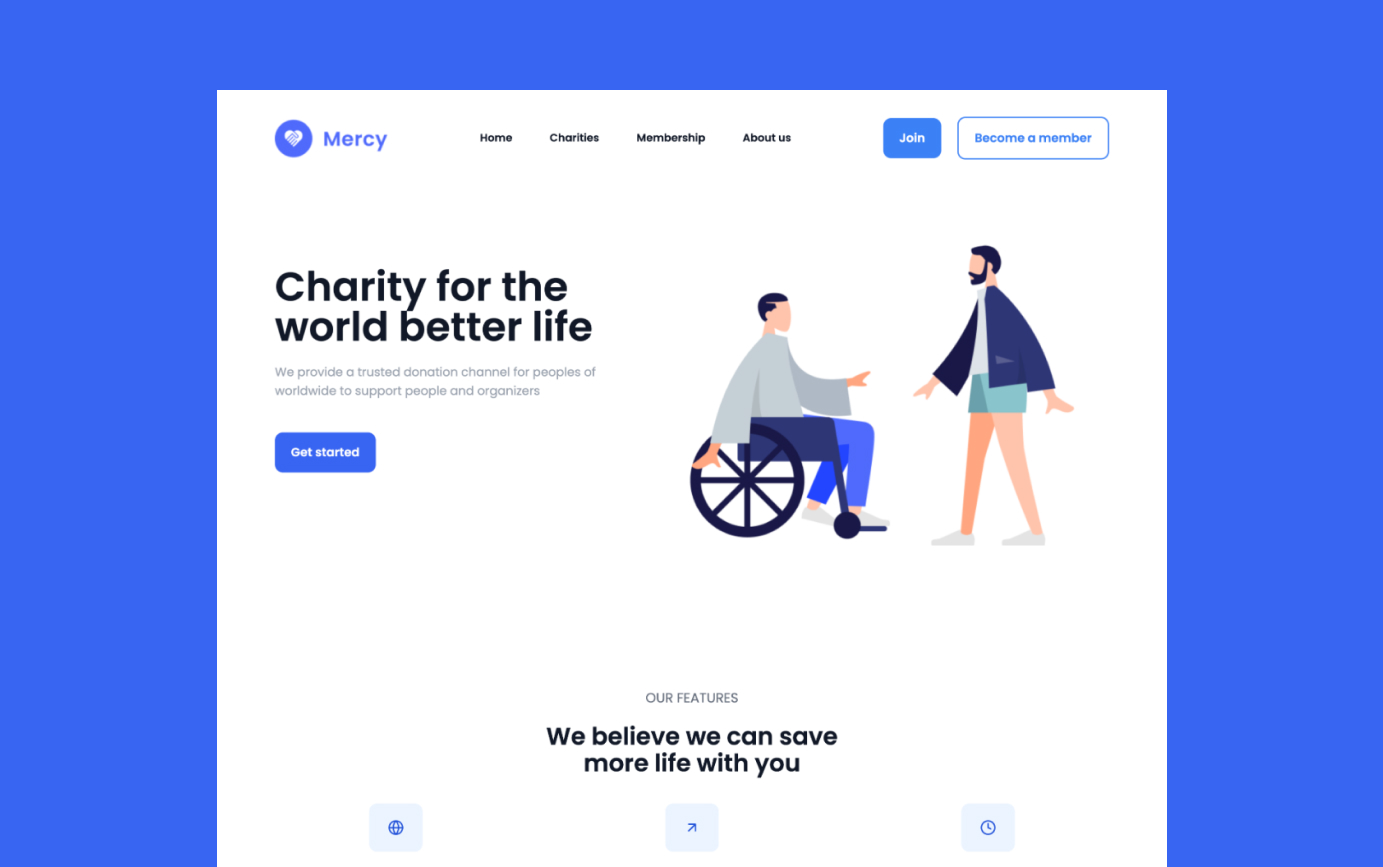 Mercy
Home
Charities
Membership
About us
Join
Become a member
Charity for the
world better life
We provide a trusted donation channel for peoples of
worldwide to support people and organizers
Get started
OUR FEATURES
We believe we can save
more life with you